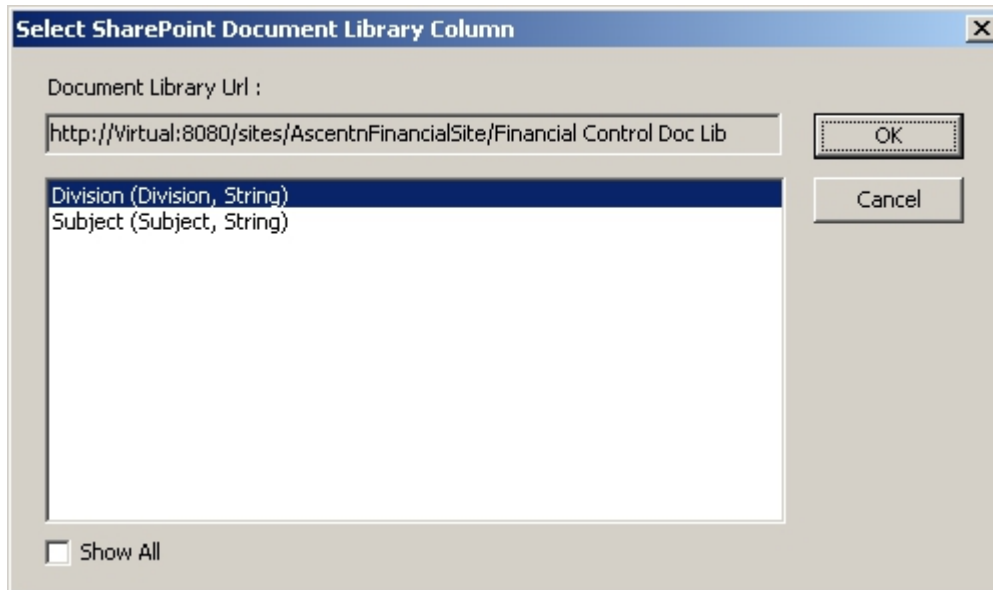 Select SharePoint Document Library Column
Document Library Url :
http://Virtual:8080/sites/AscentnFinancialSite/Financial Control Doc Lib
OK
Division (Division, String)
Subject (Subject, String)
Cancel
Show All